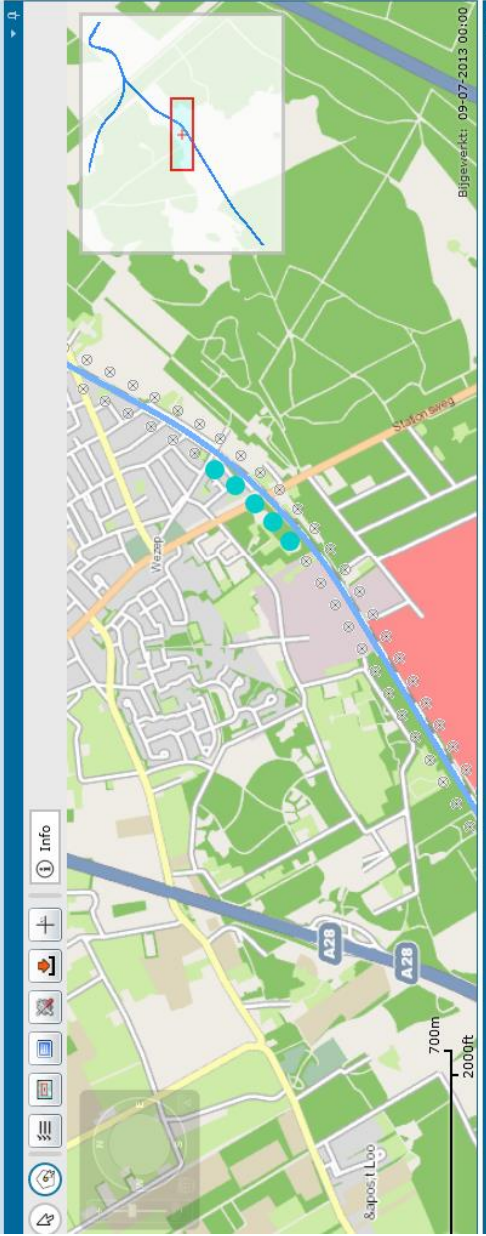 Info
Bijgewerkt: 09-07-2013 00:00
Wezep
Stationsweg
A28
A28
&apos;t Loo
700m
2000ft
N
E
S
W